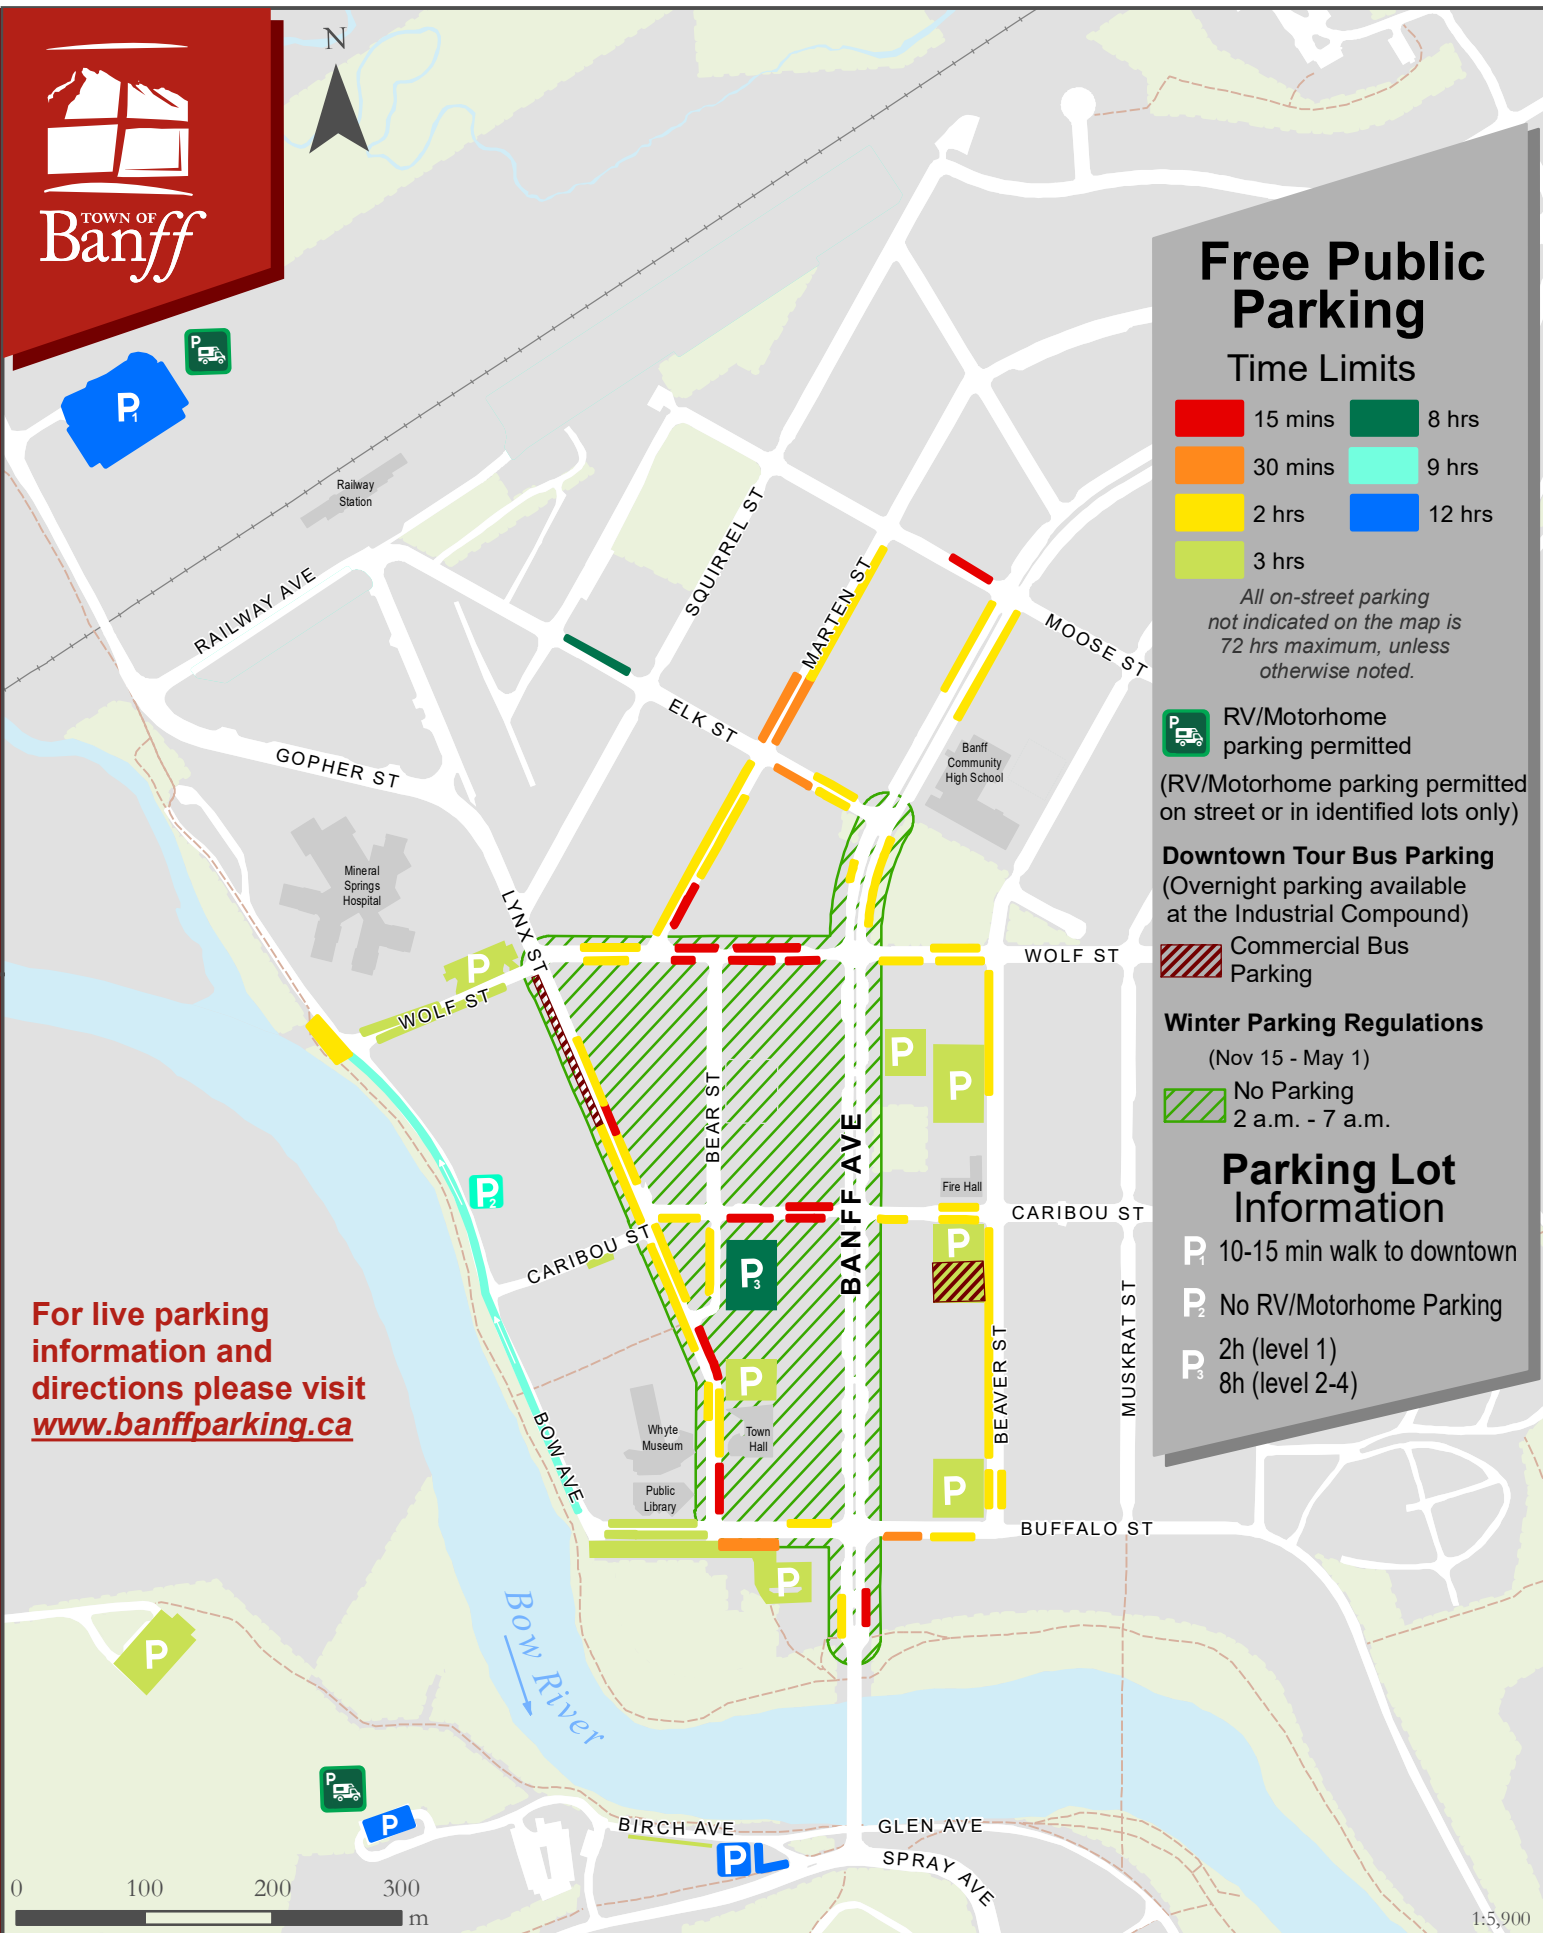 TOWN OF
Banff
N
Free Public
Parking
Time Limits
15 mins
8 hrs
30 mins
9 hrs
2 hrs
12 hrs
3 hrs
All on-street parking
not indicated on the map is
72 hrs maximum, unless
otherwise noted.
P
RV/Motorhome
parking permitted
(RV/Motorhome parking permitted
on street or in identified lots only)
Downtown Tour Bus Parking
(Overnight parking available
at the Industrial Compound)
Commercial Bus
Parking
Winter Parking Regulations
(Nov 15 - May 1)
No Parking
2 a.m. - 7 a.m.
Parking Lot
Information
P1 10-15 min walk to downtown
P2 No RV/Motorhome Parking
P3 2h (level 1)
8h (level 2-4)
P
P1
Railway
Station
RAILWAY AVE
SQUIRREL ST
MARTEN ST
MOOSE ST
ELK ST
GOPHER ST
Banff
Community
High School
Mineral
Springs
Hospital
LYNX ST
P
WOLF ST
WOLF ST
P
P
BEAR ST
BANFF AVE
P2
Fire Hall
CARIBOU ST
CARIBOU ST
P
P3
MUSKRAT ST
BEAVER ST
For live parking
information and
directions please visit
www.banffparking.ca
P
BOW AVE
Whyte
Museum
Town
Hall
Public
Library
P
BUFFALO ST
P
Bow River
P
P
P
BIRCH AVE
GLEN AVE
P
SPRAY AVE
0 100 200 300
m
1:5,900